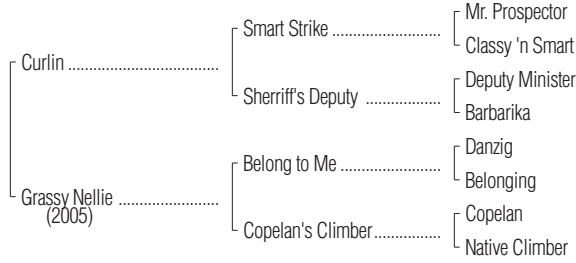 Mr. Prospector
Smart Strike ........................
Classy 'n Smart
Curlin ...................................
Deputy Minister
Sherriff's Deputy .................
Barbarika
Danzig
Belong to Me .......................
Belonging
Grassy Nellie .......................
(2005)
Copelan
Copelan's Climber...............
Native Climber